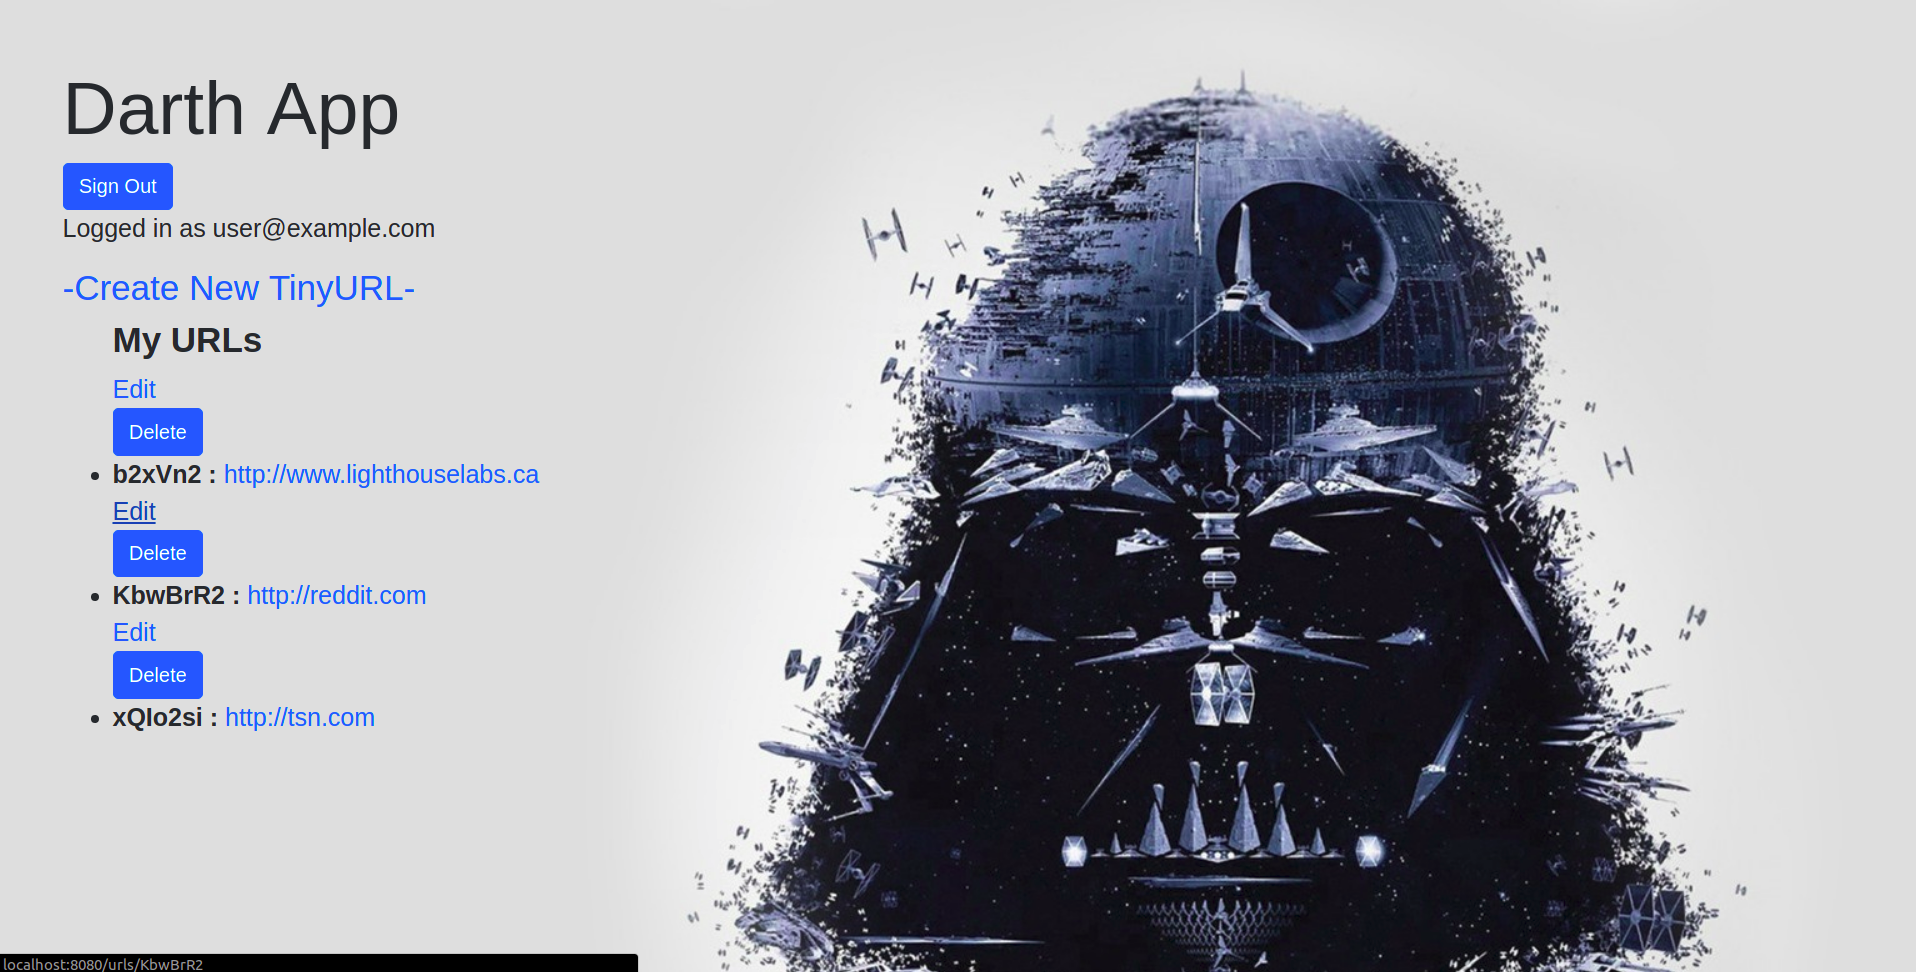 Darth App
Sign Out
Logged in as user@example.com
-Create New TinyURL-
My URLs
Edit
Delete
b2xVn2 : http://www.lighthouselabs.ca
Edit
Delete
KbwBrR2 : http://reddit.com
Edit
Delete
xQIo2si : http://tsn.com
localhost:8080/urls/KbwBrR2